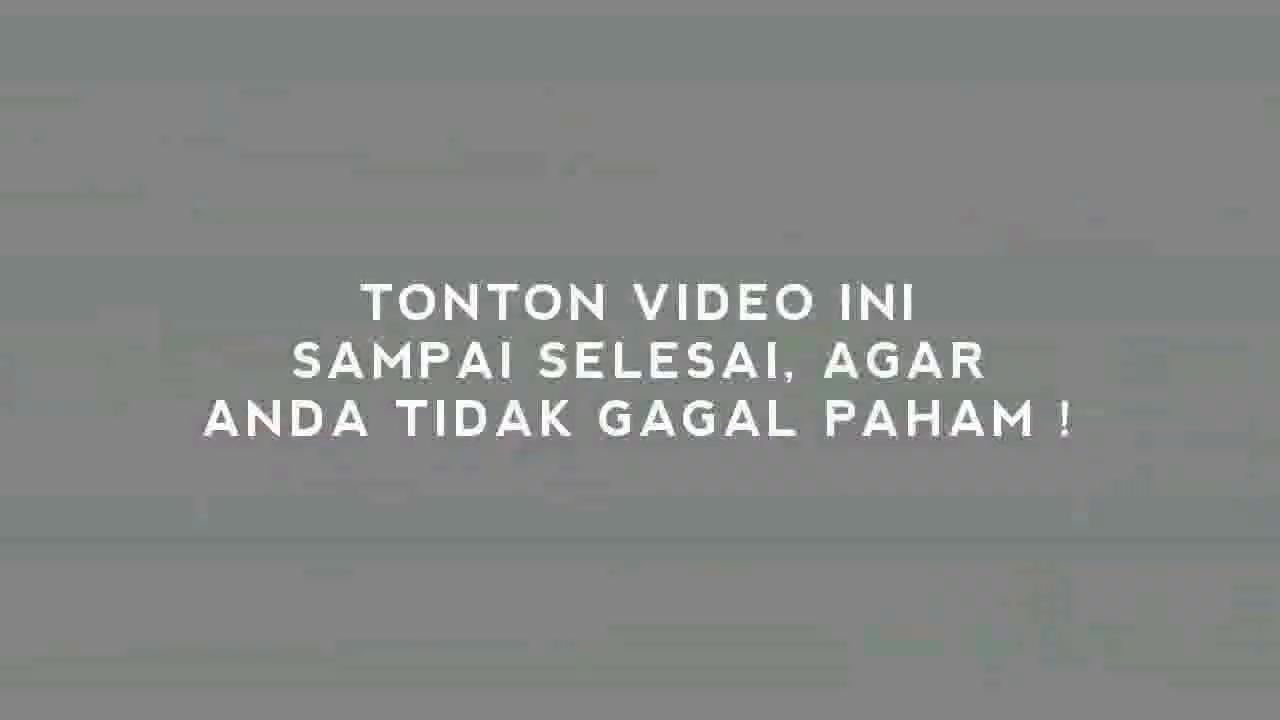 TONTON VIDEO INI
SAMPAI SELESAI, AGAR
ANDA TIDAK GAGAL PAHAM !